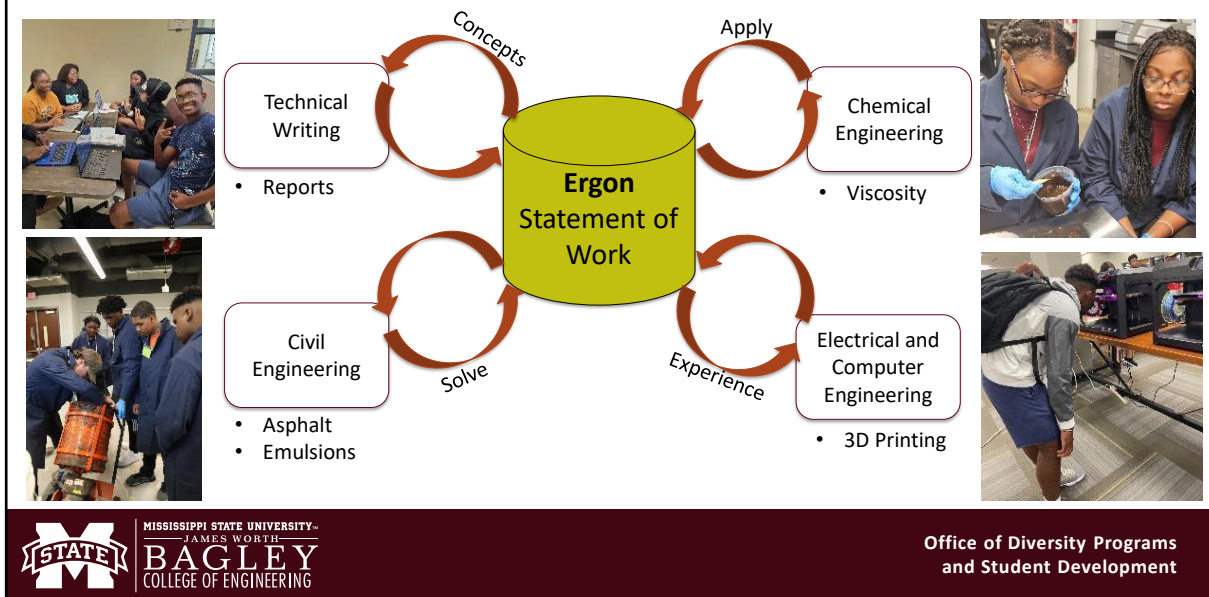 Concepts
Apply
Technical
Writing
• Reports
Chemical
Engineering
• Viscosity
Ergon
Statement of
Work
Civil
Engineering
• Asphalt
• Emulsions
Solve
Experience
Electrical and
Computer
Engineering
• 3D Printing
STATE
MISSISSIPPI STATE UNIVERSITY™
JAMES WORTH
BAGLEY
COLLEGE OF ENGINEERING
Office of Diversity Programs
and Student Development